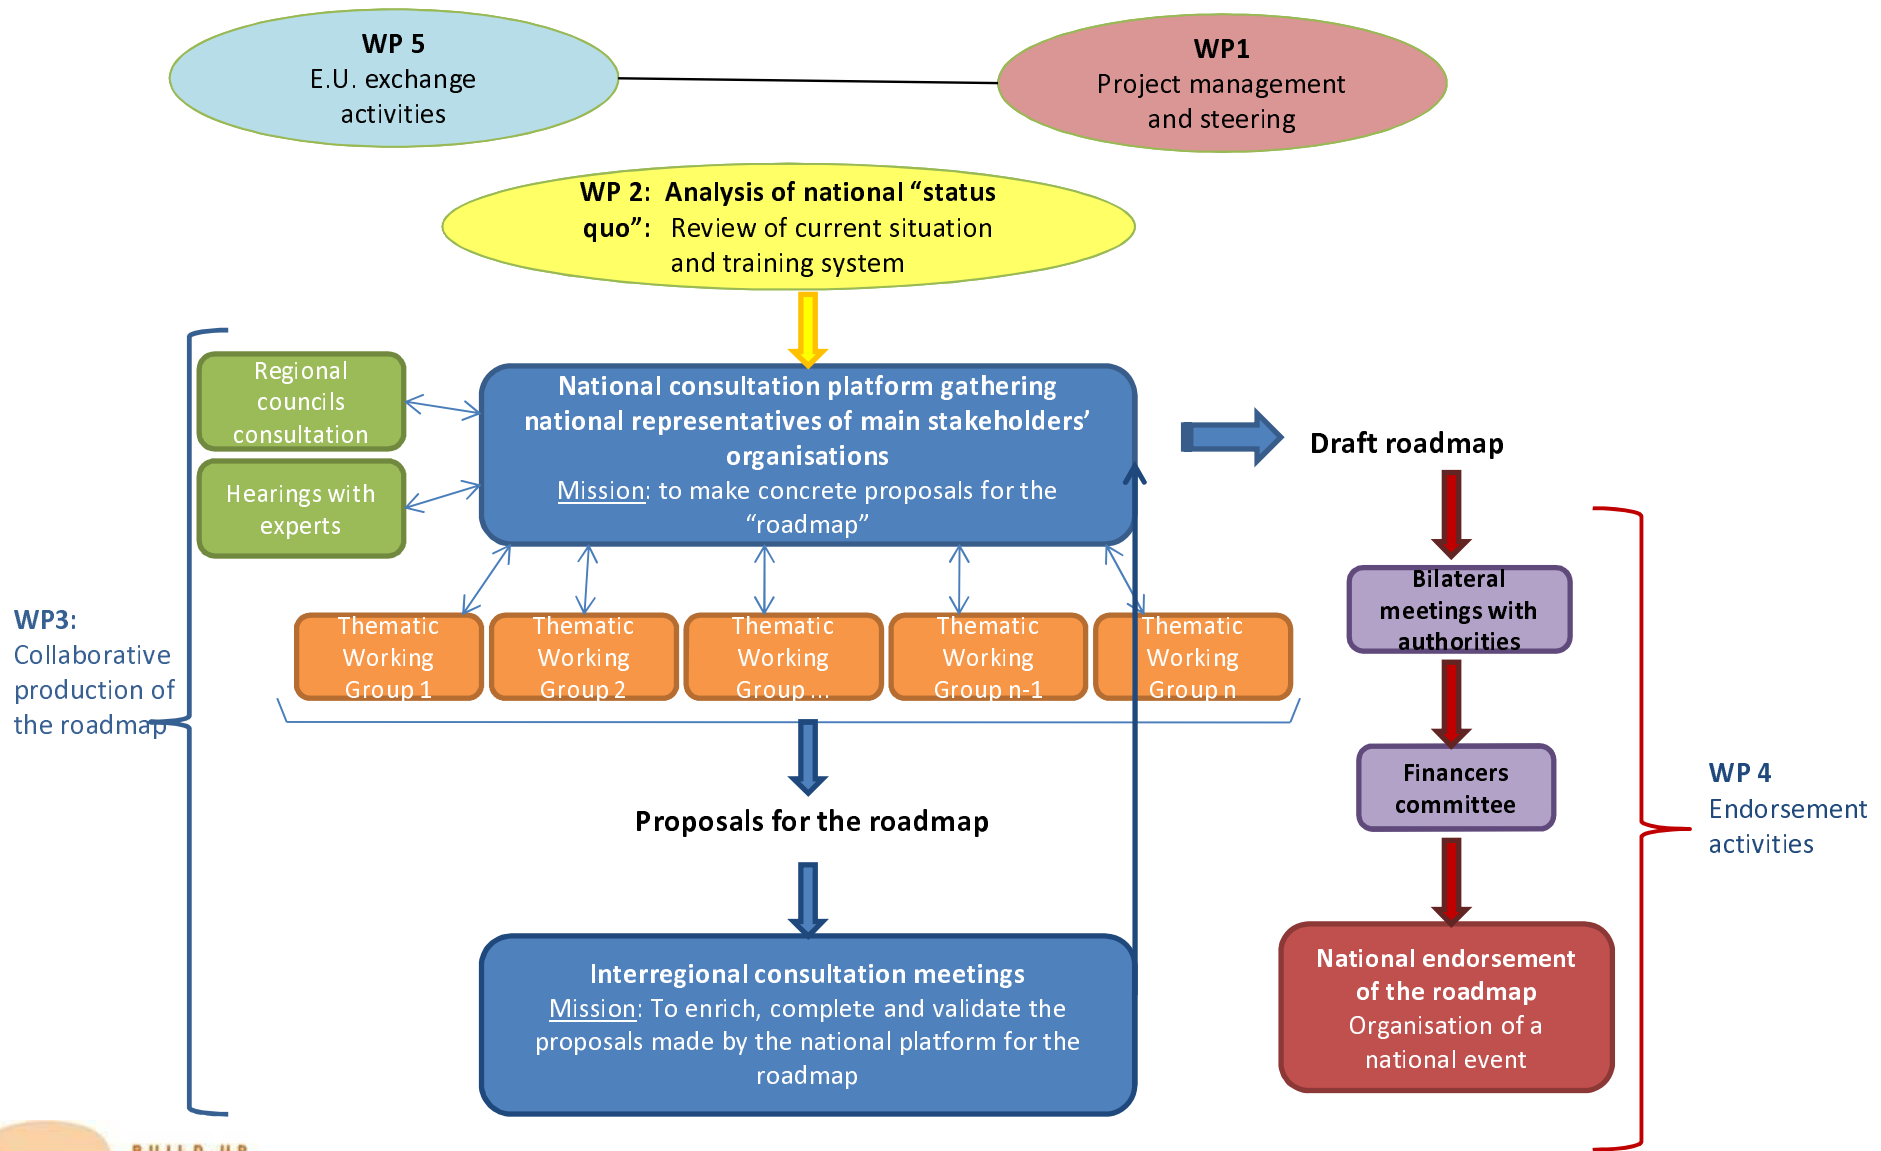 WP 5
E.U. exchange
activities
WP1
Project management
and steering
WP 2: Analysis of national “status
quo”: Review of current situation
and training system
Regional
councils
consultation
Hearings with
experts
National consultation platform gathering
national representatives of main stakeholders’
organisations
Mission: to make concrete proposals for the
“roadmap”
Draft roadmap
WP3:
Collaborative
production of
the roadmap
Thematic
Working
Group 1
Thematic
Working
Group 2
Thematic
Working
Group ...
Thematic
Working
Group n-1
Thematic
Working
Group n
Bilateral
meetings with
authorities
Financers
committee
WP 4
Endorsement
activities
Proposals for the roadmap
Interregional consultation meetings
Mission: To enrich, complete and validate the
proposals made by the national platform for the
roadmap
National endorsement
of the roadmap
Organisation of a
national event
BUILD UP